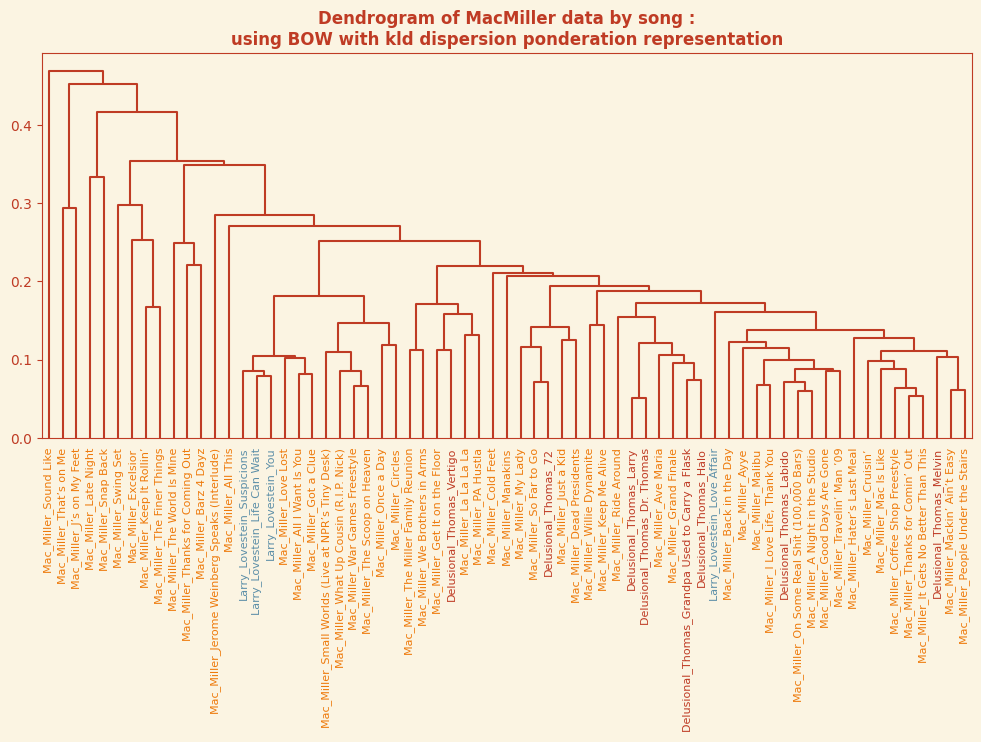 Dendrogram of MacMiller data by song :
using BOW with kld dispersion ponderation representation
0.4
0.3
0.2
0.1
0.0
Mac_Miller_Sound Like
Mac_Miller_That's on Me
Mac_Miller_J's on My Feet
Mac_Miller_Late Night
Mac_Miller_Snap Back
Mac_Miller_Swing Set
Mac_Miller_Excelsior
Mac_Miller_Keep It Rollin'
Mac_Miller_The Finer Things
Mac_Miller_The World Is Mine
Mac_Miller_Thanks for Coming Out
Mac_Miller_Barz 4 Dayz
Mac_Miller_Jerome Weinberg Speaks (Interlude)
Mac_Miller_All This
Larry_Lovestein_Suspicions
Larry_Lovestein_Life Can Wait
Larry_Lovestein_You
Mac_Miller_Love Lost
Mac_Miller_All I Want Is You
Mac_Miller_Got a Clue
Mac_Miller_Small Worlds (Live at NPR's Tiny Desk)
Mac_Miller_What Up Cousin (R.I.P. Nick)
Mac_Miller_War Games Freestyle
Mac_Miller_The Scoop on Heaven
Mac_Miller_Once a Day
Mac_Miller_Circles
Mac_Miller_The Miller Family Reunion
Mac_Miller_We Brothers in Arms
Mac_Miller_Get It on the Floor
Delusional_Thomas_Vertigo
Mac_Miller_La La La La
Mac_Miller_PA Hustla
Mac_Miller_Cold Feet
Mac_Miller_Manakins
Mac_Miller_My Lady
Mac_Miller_So Far to Go
Delusional_Thomas_72
Mac_Miller_Just a Kid
Mac_Miller_Dead Presidents
Mac_Miller_White Dynamite
Mac_Miller_Keep Me Alive
Mac_Miller_Ride Around
Delusional_Thomas_Larry
Delusional_Thomas_Dr. Thomas
Mac_Miller_Ave Maria
Mac_Miller_Grand Finale
Delusional_Thomas_Grandpa Used to Carry a Flask
Delusional_Thomas_Halo
Larry_Lovestein_Love Affair
Mac_Miller_Back in the Day
Mac_Miller_Ayye
Mac_Miller_Malibu
Mac_Miller_I Love Life, Thank You
Delusional_Thomas_Labido
Mac_Miller_On Some Real Shit (100,000 Bars)
Mac_Miller_A Night in the Studio
Mac_Miller_Good Days Are Gone
Mac_Miller_Travelin' Man '09
Mac_Miller_Hater's Last Meal
Mac_Miller_Cruisin'
Mac_Miller_Mac Is Like
Mac_Miller_Coffee Shop Freestyle
Mac_Miller_Thanks for Comin' Out
Mac_Miller_It Gets No Better Than This
Delusional_Thomas_Melvin
Mac_Miller_Mackin' Ain't Easy
Mac_Miller_People Under the Stairs